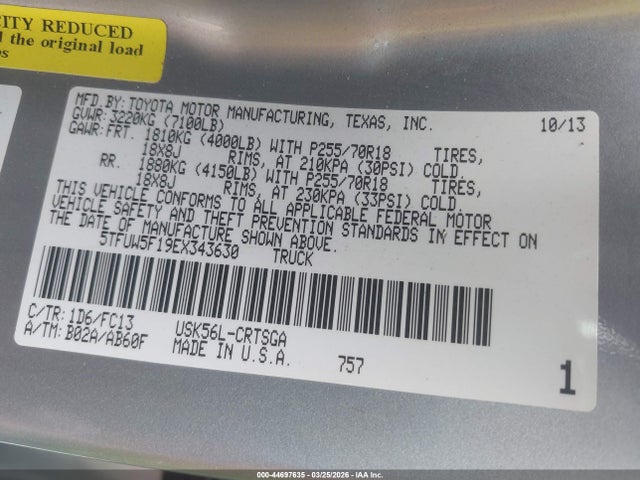 CITY REDUCED
the original load
MFD.BY: TOYOTA MOTOR MANUFACTURING, TEXAS, INC. 10/13
GVWR: 3220KG (7100LB)
GAWR: FRT. 1810KG (4000LB) WITH P255/70R18 TIRES,
18X8J RIMS, AT 210KPA (30PSI) COLD.
RR. 1880KG (4150LB) WITH P255/70R18 TIRES,
18X8J RIMS, AT 230KPA (33PSI) COLD.
THIS VEHICLE CONFORMS TO ALL APPLICABLE FEDERAL MOTOR
VEHICLE SAFETY AND THEFT PREVENTION STANDARDS IN EFFECT ON
THE DATE OF MANUFACTURE SHOWN ABOVE.
5TFUW5F19EX343630 TRUCK
C/TR: 1D6/FC13 USK56L-CRTSGA
A/TM: B02A/AB60F MADE IN U.S.A. 757
1
000-44697635 - 03/25/2026 - IAA Inc.